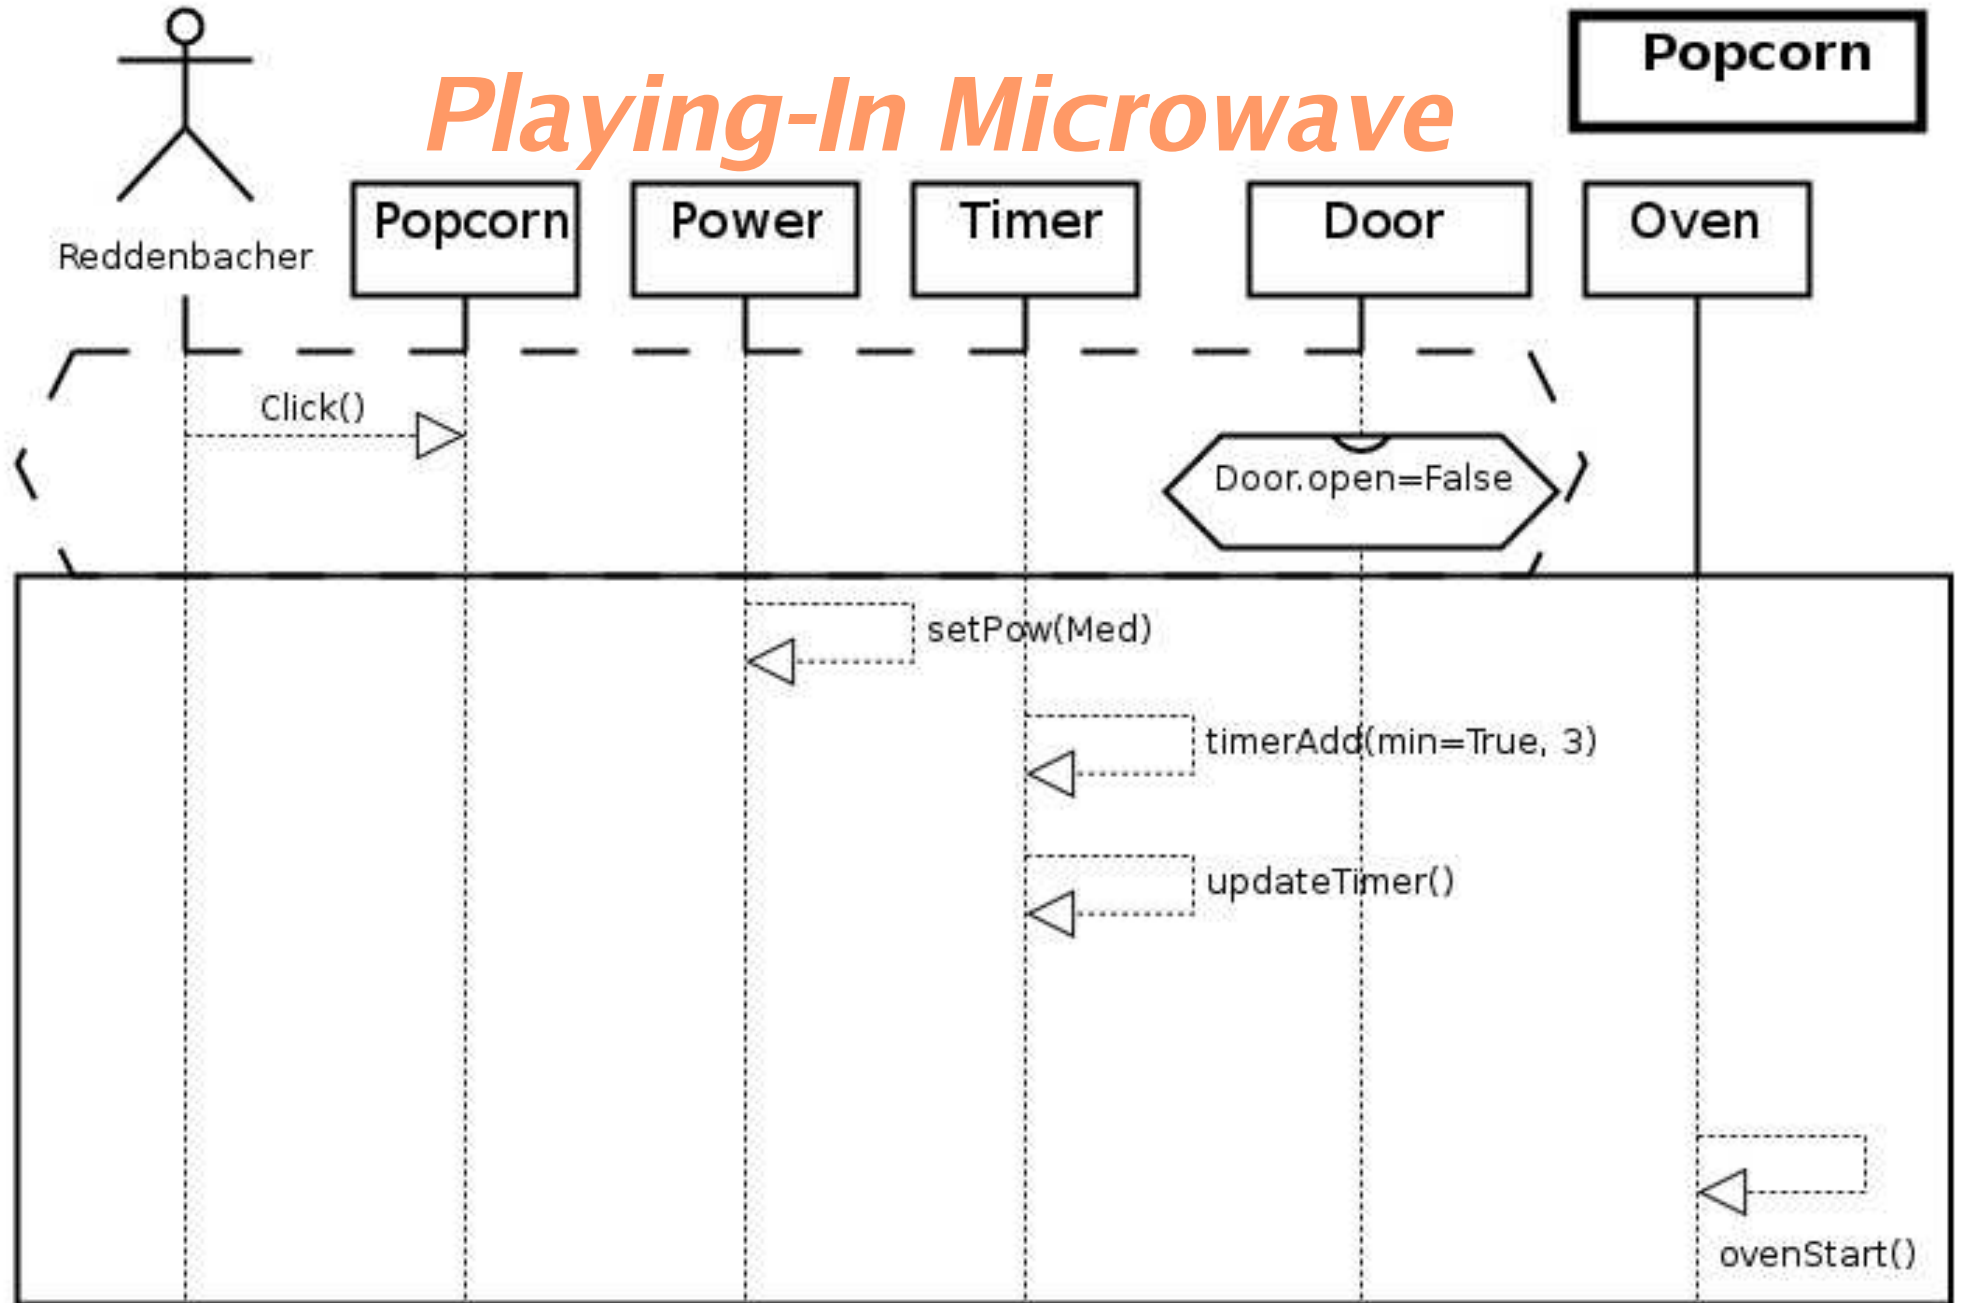 Popcorn
Playing-In Microwave
Reddenbacher
Popcorn
Power
Timer
Door
Oven
Click()
Door.open=False
setPow(Med)
timerAdd(min=True, 3)
updateTimer()
ovenStart()